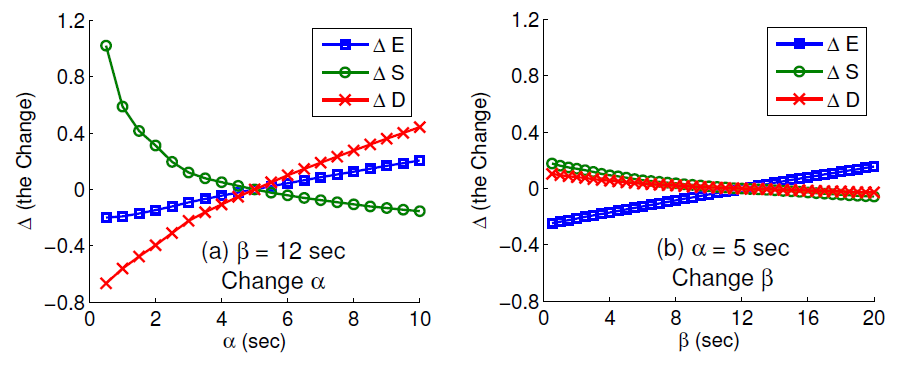 1.2
0.8
0.4
0
−0.4
−0.8
Δ (the Change)
0 2 4 6 8 10
α (sec)
Δ E
Δ S
Δ D
(a) β = 12 sec
Change α
1.2
0.8
0.4
0
−0.4
−0.8
Δ (the Change)
0 4 8 12 16 20
β (sec)
Δ E
Δ S
Δ D
(b) α = 5 sec
Change β